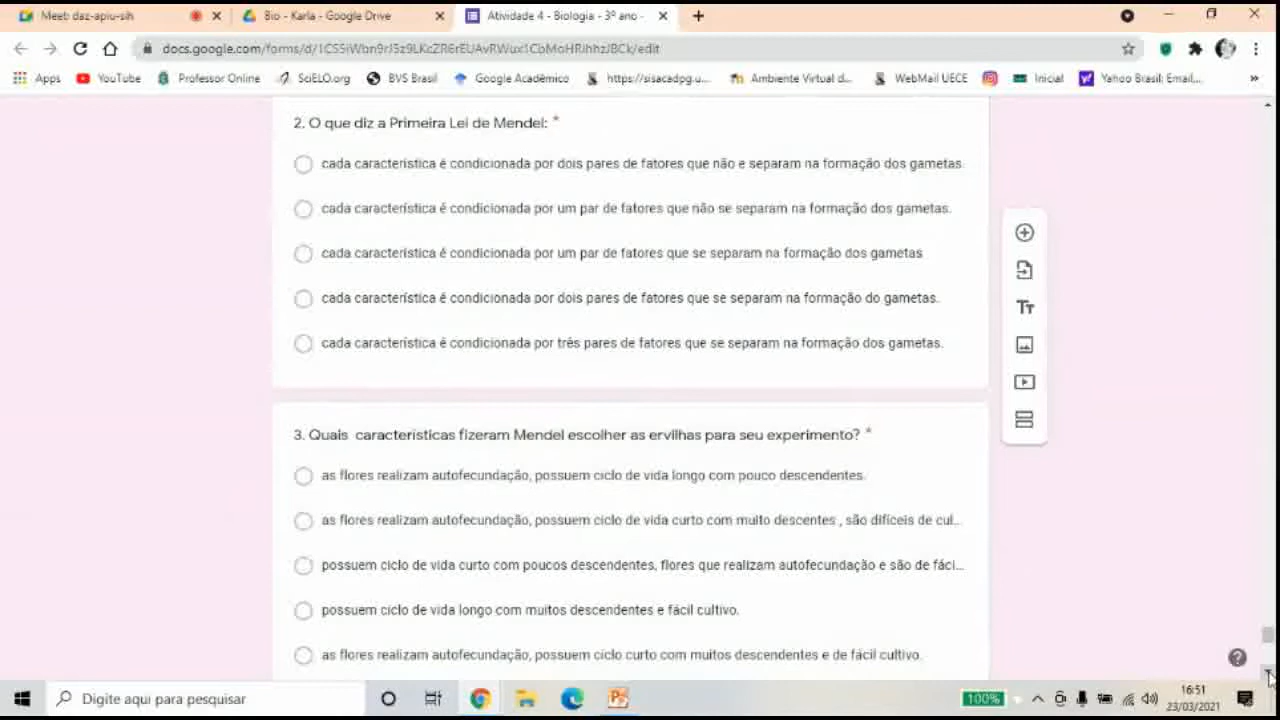 Meet: daz-apiu-sih
Bio - Karla - Google Drive
Atividade 4 - Biologia - 3º ano -
Apps
YouTube
Professor Online
SciELO.org
BVS Brasil
Google Acadêmico
https://sisacadpg.u...
Ambiente Virtual d...
WebMail UECE
Inicial
Yahoo Brasil: Email,...
»
2. O que diz a Primeira Lei de Mendel: *
cada característica é condicionada por dois pares de fatores que não e separam na formação dos gametas.
cada característica é condicionada por um par de fatores que não se separam na formação dos gametas.
cada característica é condicionada por um par de fatores que se separam na formação dos gametas
cada característica é condicionada por dois pares de fatores que se separam na formação do gametas.
cada característica é condicionada por três pares de fatores que se separam na formação dos gametas.
3. Quais características fizeram Mendel escolher as ervilhas para seu experimento? *
as flores realizam autofecundação, possuem ciclo de vida longo com pouco descendentes.
as flores realizam autofecundação, possuem ciclo de vida curto com muito descentes , são difíceis de cul...
possuem ciclo de vida curto com poucos descendentes, flores que realizam autofecundação e são de fáci...
possuem ciclo de vida longo com muitos descendentes e fácil cultivo.
as flores realizam autofecundação, possuem ciclo curto com muitos descendentes e de fácil cultivo.
Tт
Digite aqui para pesquisar
100%
16:51
23/03/2021